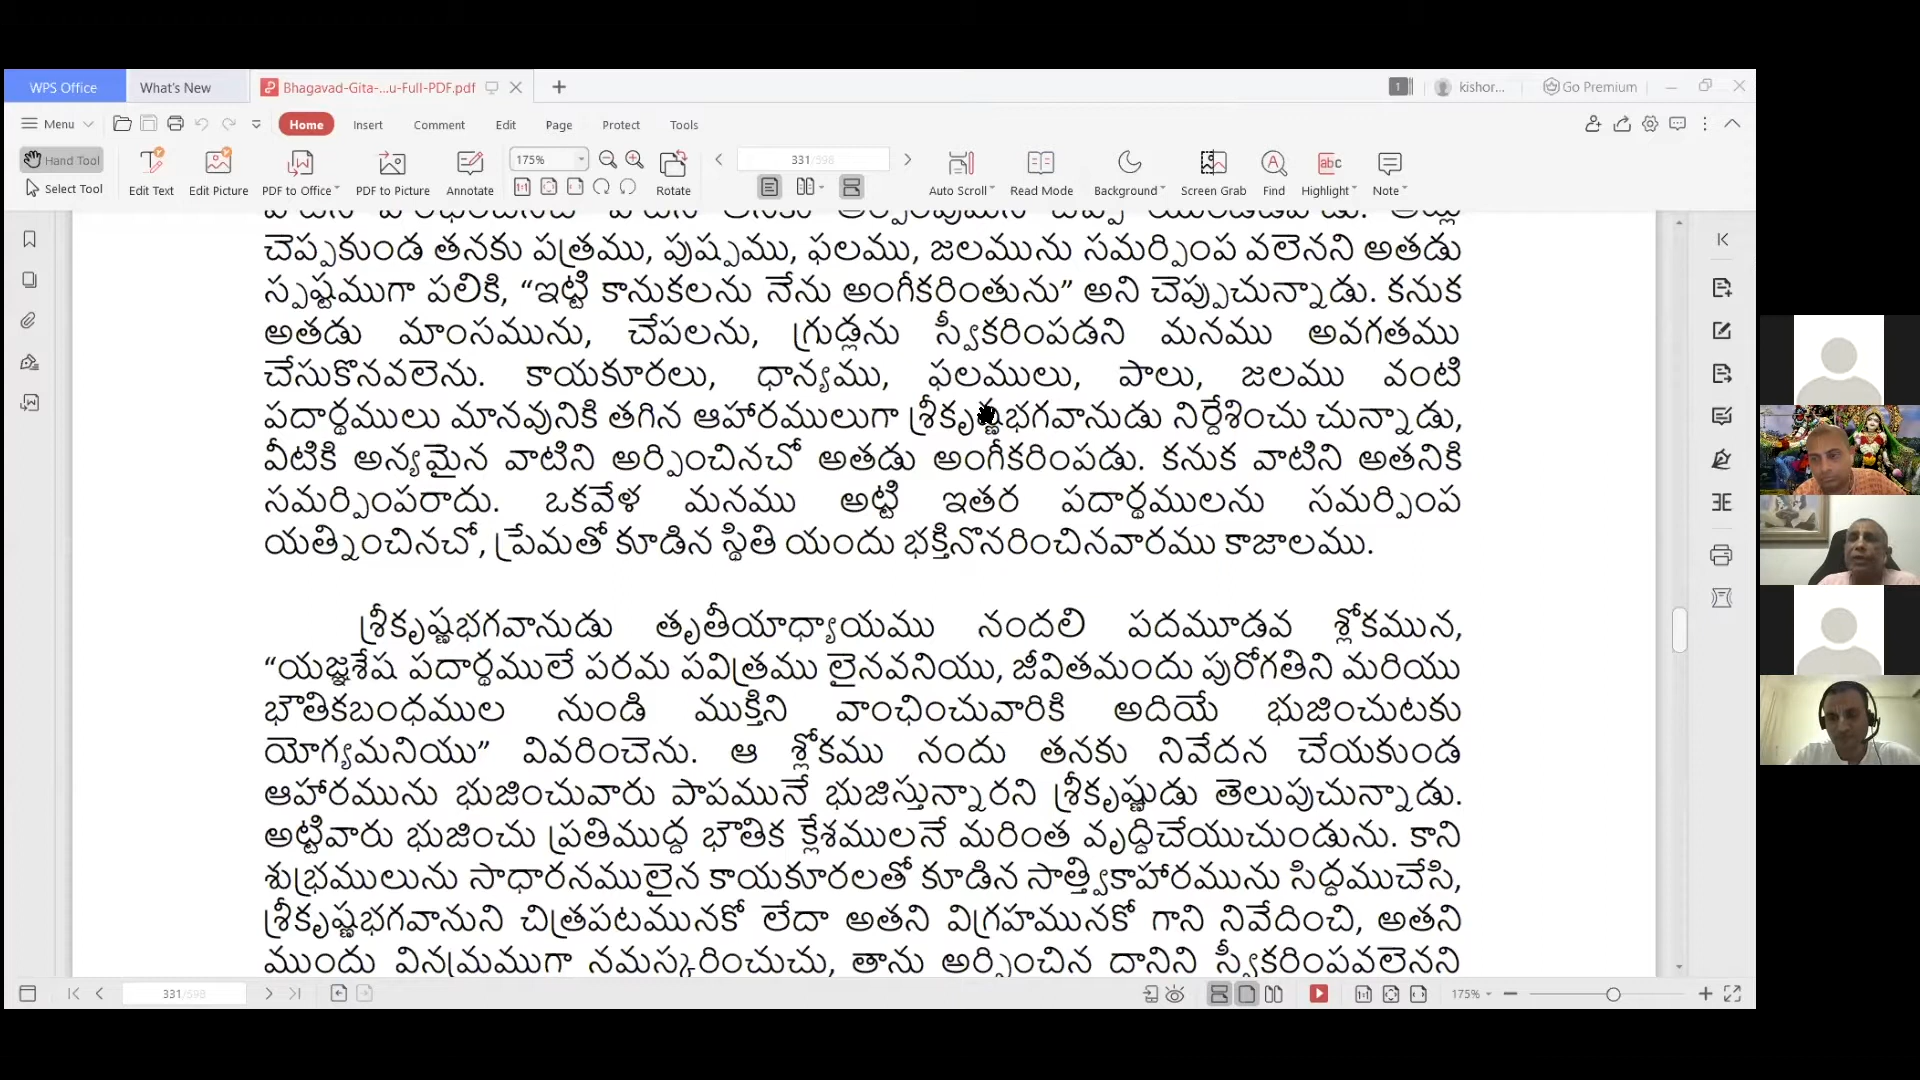 WPS Office What's New Bhagavad-Gita-...u-Full-PDF.pdf 1 kishor... Go Premium
Menu Home Insert Comment Edit Page Protect Tools
Hand Tool 175% 331/598
Select Tool Edit Text Edit Picture PDF to Office PDF to Picture Annotate Rotate Auto Scroll Read Mode Background Screen Grab Find Highlight Note
చెప్పకుండ తనకు పత్రము, పుష్పము, ఫలము, జలమును సమర్పింప వలెనని అతడు
స్పష్టముగా పలికి, “ఇట్టి కానుకలను నేను అంగీకరింతును” అని చెప్పుచున్నాడు. కనుక
అతడు మాంసమును, చేపలను, గ్రుడ్లను స్వీకరింపడని మనము అవగతము
చేసుకొనవలెను. కాయకూరలు, ధాన్యము, ఫలములు, పాలు, జలము వంటి
పదార్థములు మానవునికి తగిన ఆహారములుగా శ్రీకృష్ణభగవానుడు నిర్దేశించు చున్నాడు,
వీటికి అన్యమైన వాటిని అర్పించినచో అతడు అంగీకరింపడు. కనుక వాటిని అతనికి
సమర్పింపరాదు. ఒకవేళ మనము అట్టి ఇతర పదార్థములను సమర్పింప
యత్నించినచో, ప్రేమతో కూడిన స్థితి యందు భక్తినొనరించినవారము కాజాలము.
శ్రీకృష్ణభగవానుడు తృతీయాధ్యాయము నందలి పదమూడవ శ్లోకమున,
“యజ్ఞశేష పదార్థములే పరమ పవిత్రము లైనవనియు, జీవితమందు పురోగతిని మరియు
భౌతికబంధముల నుండి ముక్తిని వాంఛించువారికి అదియే భుజించుటకు
యోగ్యమనియు” వివరించెను. ఆ శ్లోకము నందు తనకు నివేదన చేయకుండ
ఆహారమును భుజించువారు పాపమునే భుజిస్తున్నారని శ్రీకృష్ణుడు తెలుపుచున్నాడు.
అట్టివారు భుజించు ప్రతిముద్ద భౌతిక క్లేశములనే మరింత వృద్ధిచేయుచుండును. కాని
శుభ్రములును సాధారనములైన కాయకూరలతో కూడిన సాత్త్వికాహారమును సిద్ధముచేసి,
శ్రీకృష్ణభగవానుని చిత్రపటమునకో లేదా అతని విగ్రహమునకో గాని నివేదించి, అతని
ముందు వినమ్రముగా నమస్కరించుచు, తాను అర్పించిన దానిని స్వీకరింపవలెనని
331/598 175%